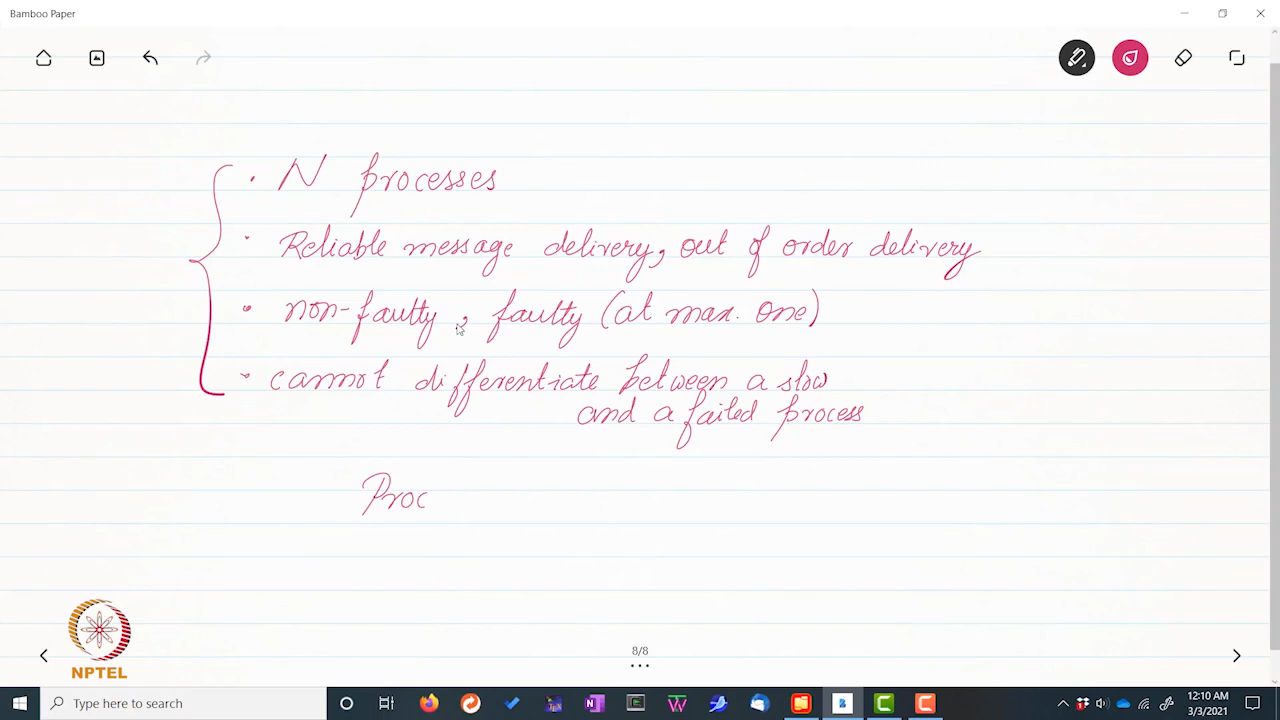 Bamboo Paper
• N processes
• Reliable message delivery, out of order delivery
• non-faulty, faulty (at max. one)
• cannot differentiate between a slow
and a failed process
Proc
NPTEL
8/8
Type here to search
12:10 AM
3/3/2021